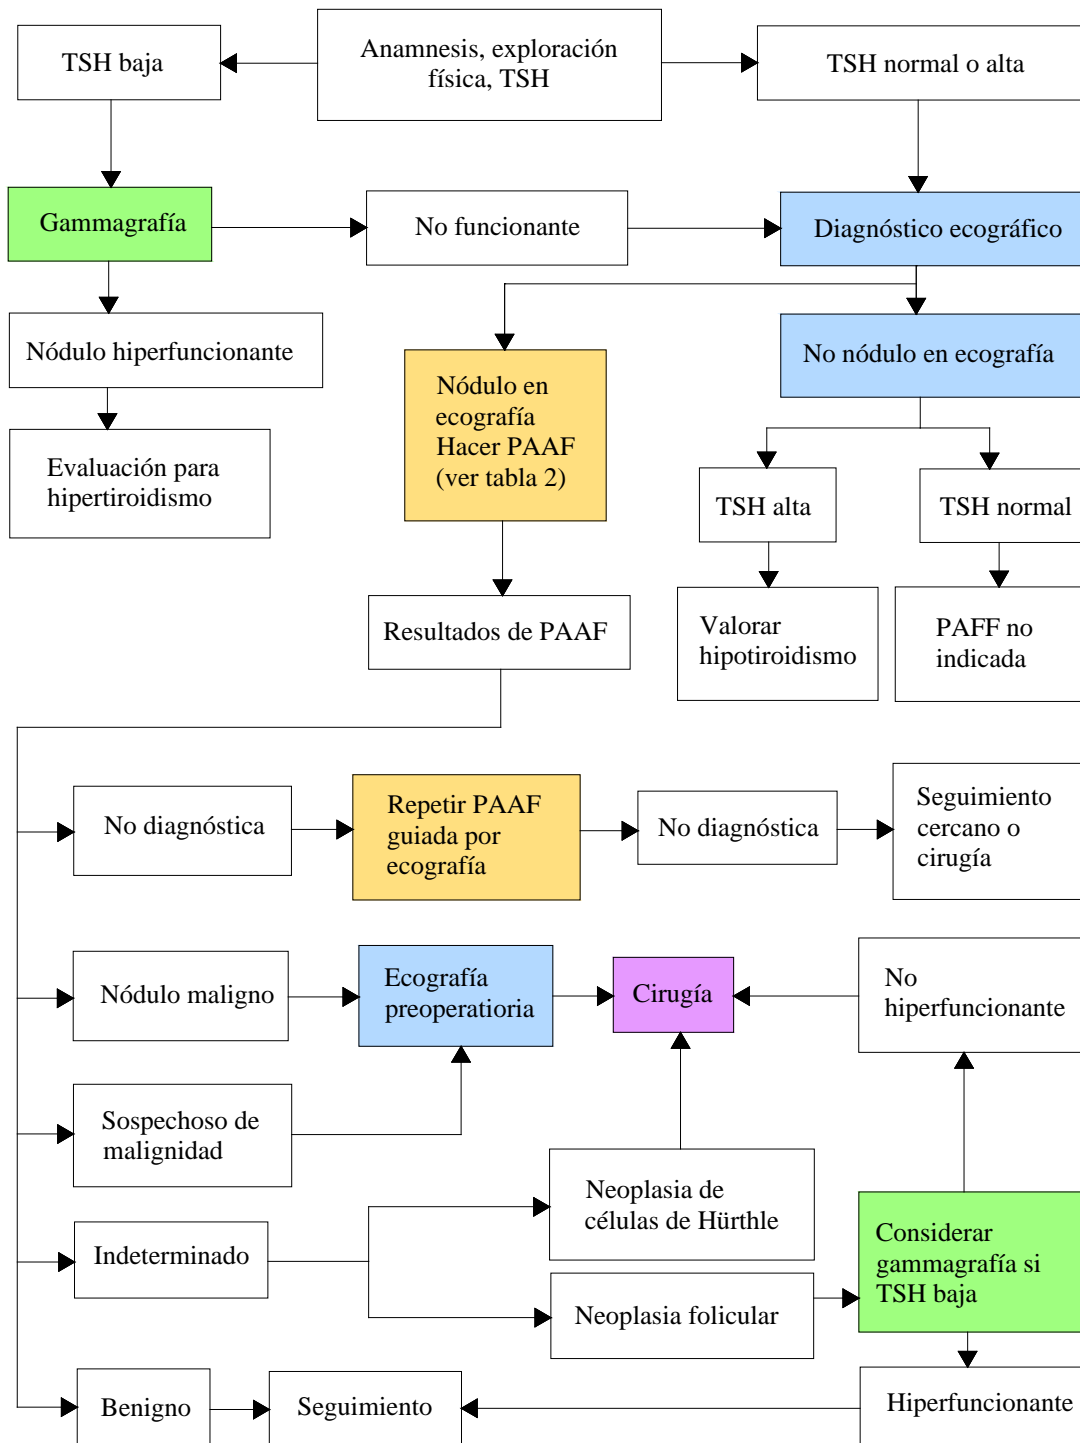 TSH baja
Anamnesis, exploración
física, TSH
TSH normal o alta
Gammagrafía
No funcionante
Diagnóstico ecográfico
Nódulo hiperfuncionante
Nódulo en
ecografía
Hacer PAAF
(ver tabla 2)
No nódulo en ecografía
Evaluación para
hipertiroidismo
TSH alta
TSH normal
Resultados de PAAF
Valorar
hipotiroidismo
PAFF no
indicada
No diagnóstica
Repetir PAAF
guiada por
ecografía
No diagnóstica
Seguimiento
cercano o
cirugía
Nódulo maligno
Ecografía
preoperatioria
Cirugía
No
hiperfuncionante
Sospechoso de
malignidad
Neoplasia de
células de Hürthle
Indeterminado
Considerar
gammagrafía si
TSH baja
Neoplasia folicular
Benigno
Seguimiento
Hiperfuncionante